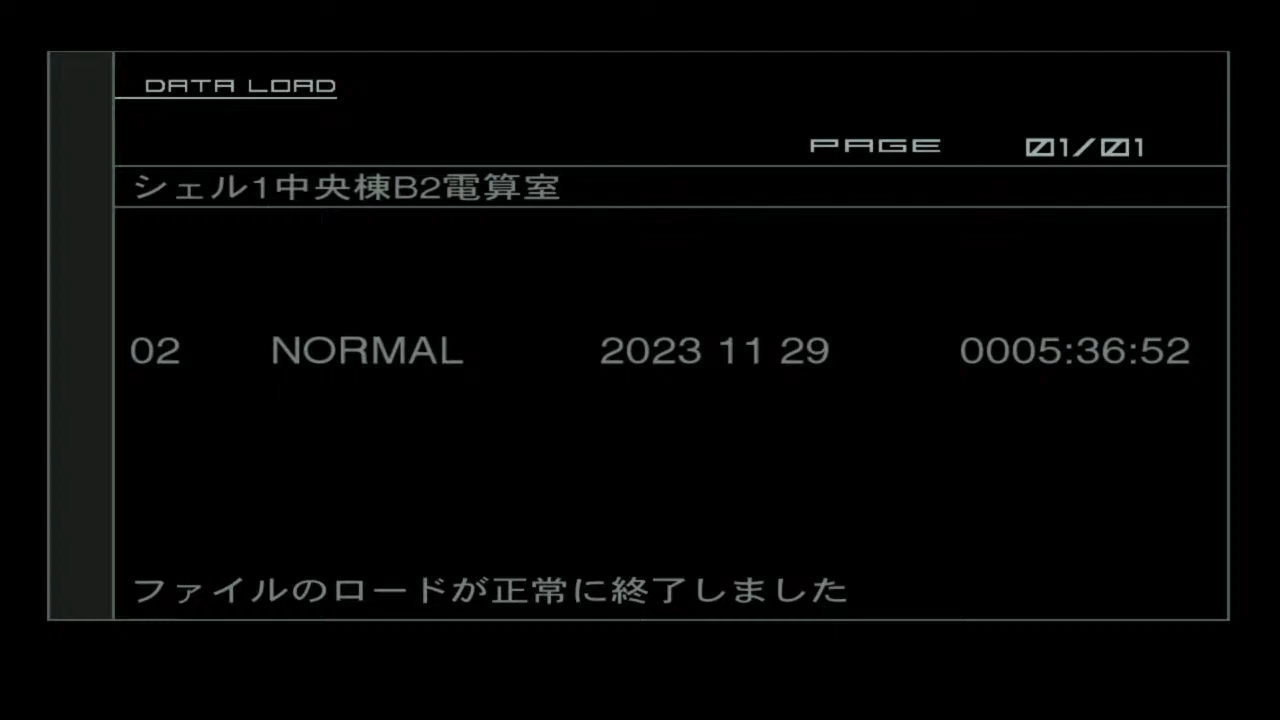 DATA LOAD
PAGE 01/01
シェル1中央棟B2電算室
02 NORMAL 2023 11 29 0005:36:52
ファイルのロードが正常に終了しました